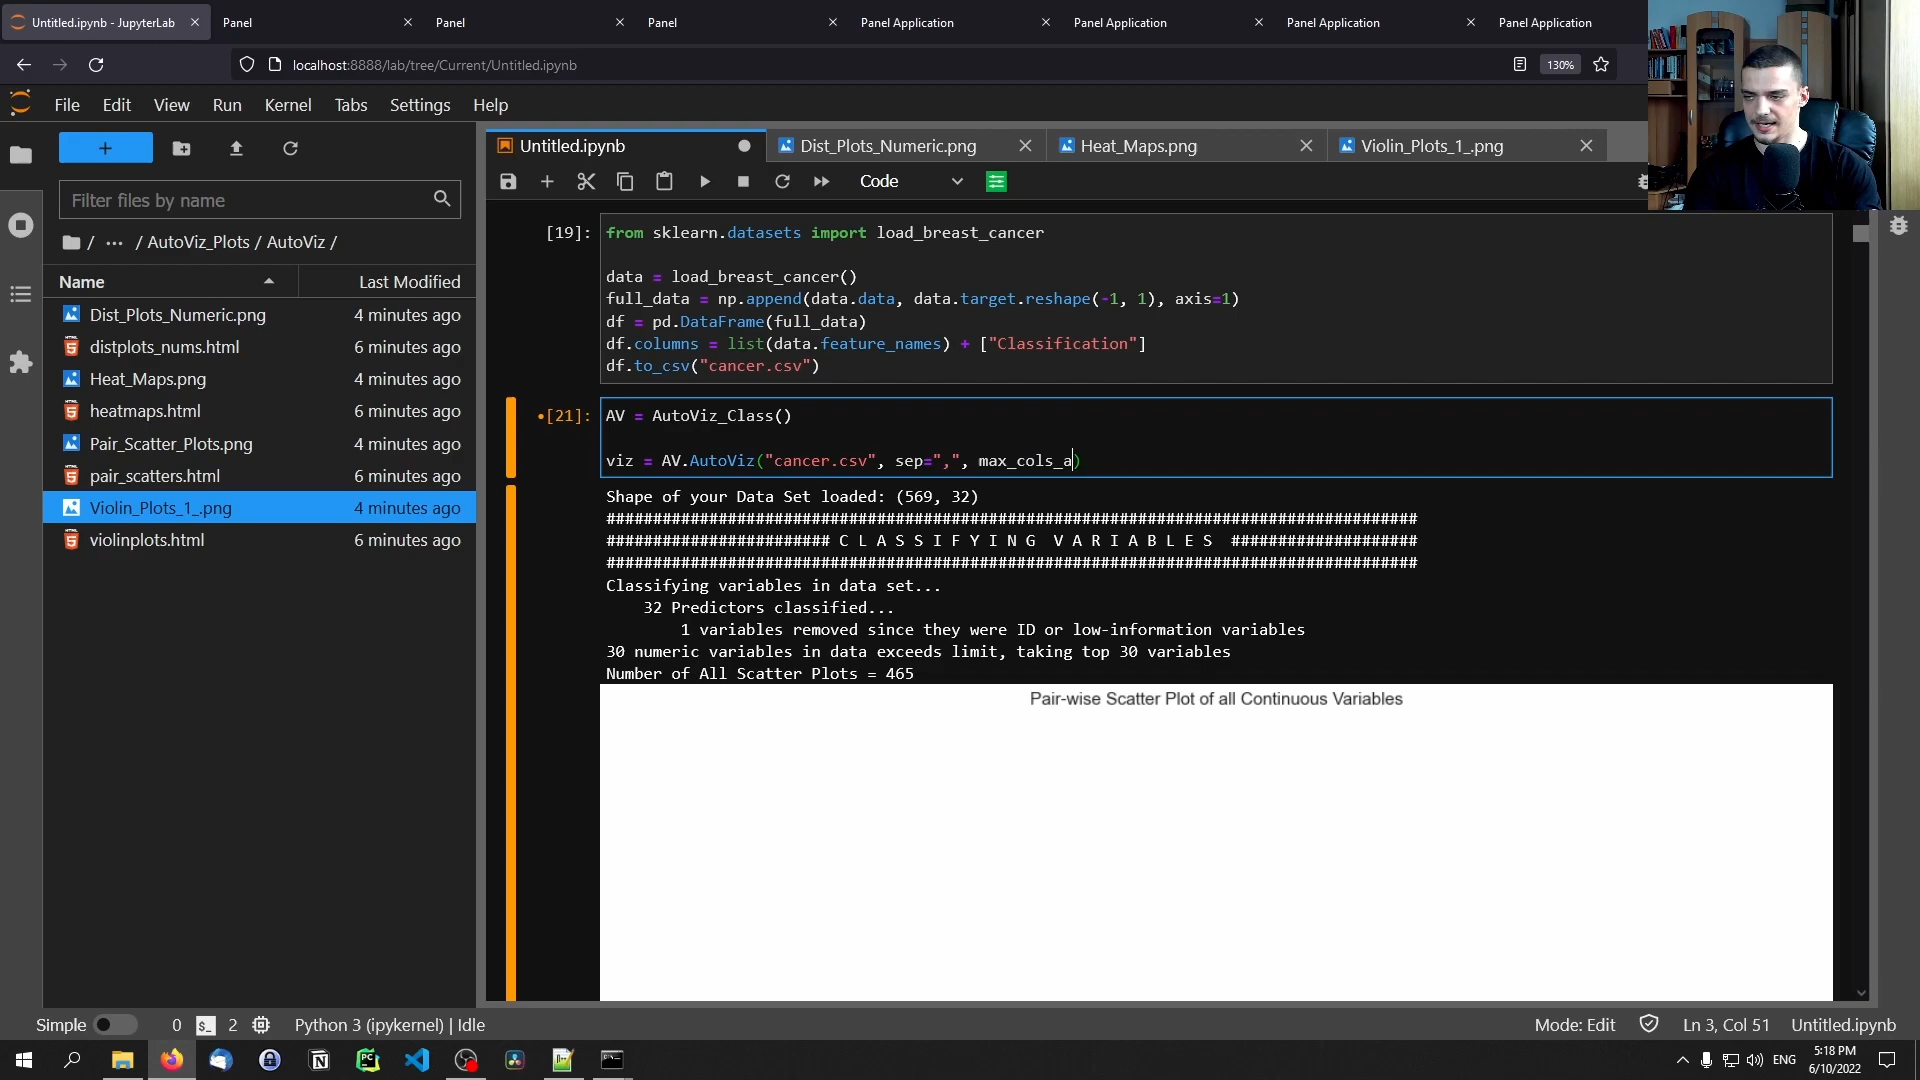 Untitled.ipynb - JupyterLab
Panel
Panel
Panel
Panel Application
Panel Application
Panel Application
Panel Application
localhost:8888/lab/tree/Current/Untitled.ipynb
130%
File Edit View Run Kernel Tabs Settings Help
Untitled.ipynb
Dist_Plots_Numeric.png
Heat_Maps.png
Violin_Plots_1_.png
Code
Filter files by name
/ ··· / AutoViz_Plots / AutoViz /
Name Last Modified
Dist_Plots_Numeric.png 4 minutes ago
distplots_nums.html 6 minutes ago
Heat_Maps.png 4 minutes ago
heatmaps.html 6 minutes ago
Pair_Scatter_Plots.png 4 minutes ago
pair_scatters.html 6 minutes ago
Violin_Plots_1_.png 4 minutes ago
violinplots.html 6 minutes ago
[19]: from sklearn.datasets import load_breast_cancer
data = load_breast_cancer()
full_data = np.append(data.data, data.target.reshape(-1, 1), axis=1)
df = pd.DataFrame(full_data)
df.columns = list(data.feature_names) + ["Classification"]
df.to_csv("cancer.csv")
•[21]: AV = AutoViz_Class()
viz = AV.AutoViz("cancer.csv", sep=",", max_cols_a)
Shape of your Data Set loaded: (569, 32)
#######################################################################################
######################## C L A S S I F Y I N G  V A R I A B L E S  ####################
#######################################################################################
Classifying variables in data set...
32 Predictors classified...
1 variables removed since they were ID or low-information variables
30 numeric variables in data exceeds limit, taking top 30 variables
Number of All Scatter Plots = 465
Pair-wise Scatter Plot of all Continuous Variables
Simple 0 2 Python 3 (ipykernel) | Idle
Mode: Edit Ln 3, Col 51 Untitled.ipynb
ENG
5:18 PM
6/10/2022